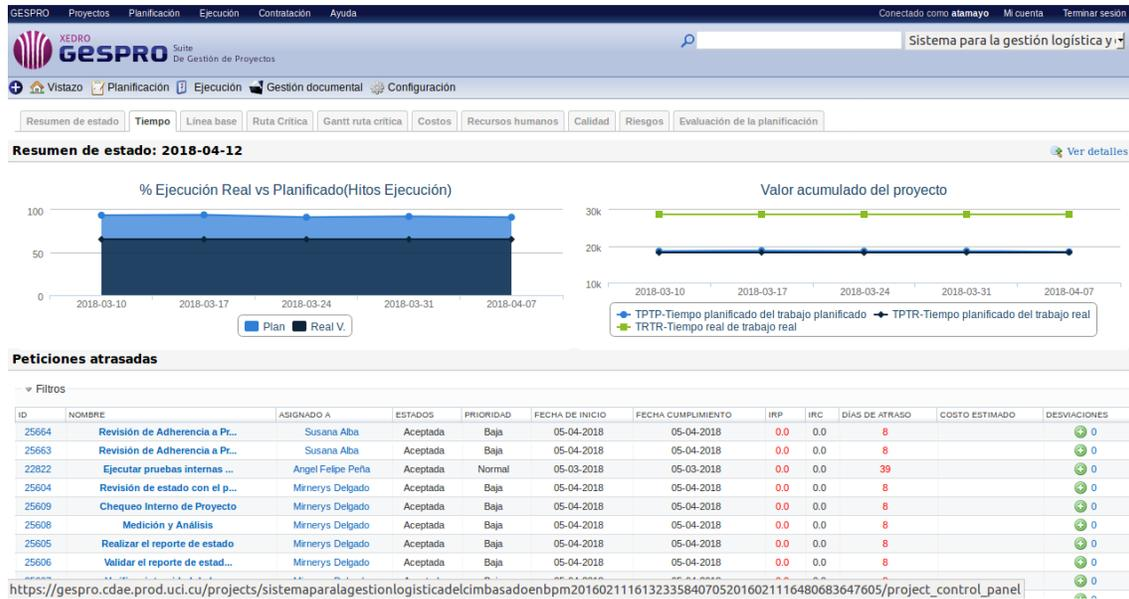 GESPRO Proyectos Planificación Ejecución Contratación Ayuda Conectado como atamayo Mi cuenta Terminar sesión
XEDRO
GESPRO Suite
De Gestión de Proyectos
Sistema para la gestión logística y
Vistazo Planificación Ejecución Gestión documental Configuración
Resumen de estado Tiempo Línea base Ruta Crítica Gantt ruta crítica Costos Recursos humanos Calidad Riesgos Evaluación de la planificación
Resumen de estado: 2018-04-12 Ver detalles
% Ejecución Real vs Planificado(Hitos Ejecución)
100
50
0
2018-03-10 2018-03-17 2018-03-24 2018-03-31 2018-04-07
Plan Real V.
Valor acumulado del proyecto
30k
20k
10k
2018-03-10 2018-03-17 2018-03-24 2018-03-31 2018-04-07
TPTP-Tiempo planificado del trabajo planificado TPTR-Tiempo planificado del trabajo real
TRTR-Tiempo real de trabajo real
Peticiones atrasadas
Filtros
ID NOMBRE ASIGNADO A ESTADOS PRIORIDAD FECHA DE INICIO FECHA CUMPLIMIENTO IRP IRC DÍAS DE ATRASO COSTO ESTIMADO DESVIACIONES
25664 Revisión de Adherencia a Pr... Susana Alba Aceptada Baja 05-04-2018 05-04-2018 0.0 0.0 8 0
25663 Revisión de Adherencia a Pr... Susana Alba Aceptada Baja 05-04-2018 05-04-2018 0.0 0.0 8 0
22822 Ejecutar pruebas internas ... Angel Felipe Peña Aceptada Normal 05-03-2018 05-03-2018 0.0 0.0 39 0
25604 Revisión de estado con el p... Mirnerys Delgado Aceptada Baja 05-04-2018 05-04-2018 0.0 0.0 8 0
25609 Chequeo Interno de Proyecto Mirnerys Delgado Aceptada Baja 05-04-2018 05-04-2018 0.0 0.0 8 0
25608 Medición y Análisis Mirnerys Delgado Aceptada Baja 05-04-2018 05-04-2018 0.0 0.0 8 0
25605 Realizar el reporte de estado Mirnerys Delgado Aceptada Baja 05-04-2018 05-04-2018 0.0 0.0 8 0
25606 Validar el reporte de estad... Mirnerys Delgado Aceptada Baja 05-04-2018 05-04-2018 0.0 0.0 8 0
https://gespro.cdae.prod.uci.cu/projects/sistemaparalagestionlogisticadelcimbasadoenbpm20160211161323358407052016021116480683647605/project_control_panel